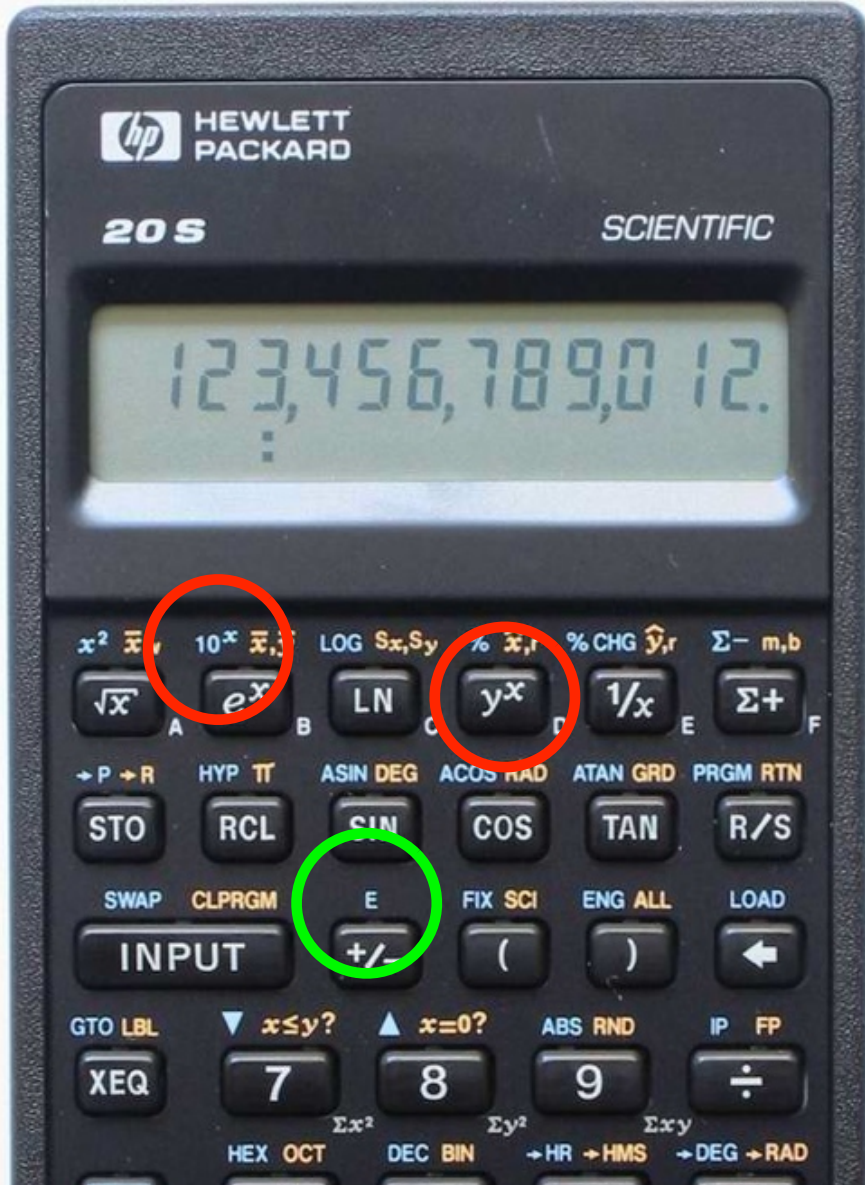 hp HEWLETT
PACKARD
20 S SCIENTIFIC
123,456,789,012.
x² 10ˣ x̄, LOG Sx,Sy % ,r % CHG ŷ,r Σ− m,b
√x A eˣ B LN C yˣ D 1/x E Σ+ F
→P →R HYP π ASIN DEG ACOS RAD ATAN GRD PRGM RTN
STO RCL SIN COS TAN R/S
SWAP CLPRGM E FIX SCI ENG ALL LOAD
INPUT +/− ( ) ←
GTO LBL ▼ x≤y? ▲ x=0? ABS RND IP FP
XEQ 7 8 9 ÷
Σx² Σy² Σxy
HEX OCT DEC BIN →HR →HMS →DEG →RAD